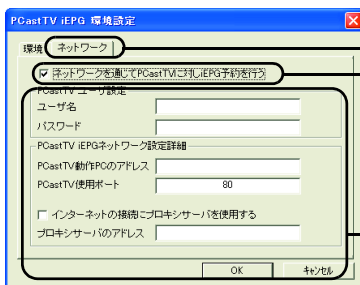 PCastTV iEPG 環境設定
環境 ネットワーク
ネットワークを通じてPCastTVに対しiEPG予約を行う
PCastTV ユーザ設定
ユーザ名
パスワード
PCastTV iEPGネットワーク設定詳細
PCastTV動作PCのアドレス
PCastTV使用ポート 80
インターネットの接続にプロキシサーバを使用する
プロキシサーバのアドレス
OK キャンセル